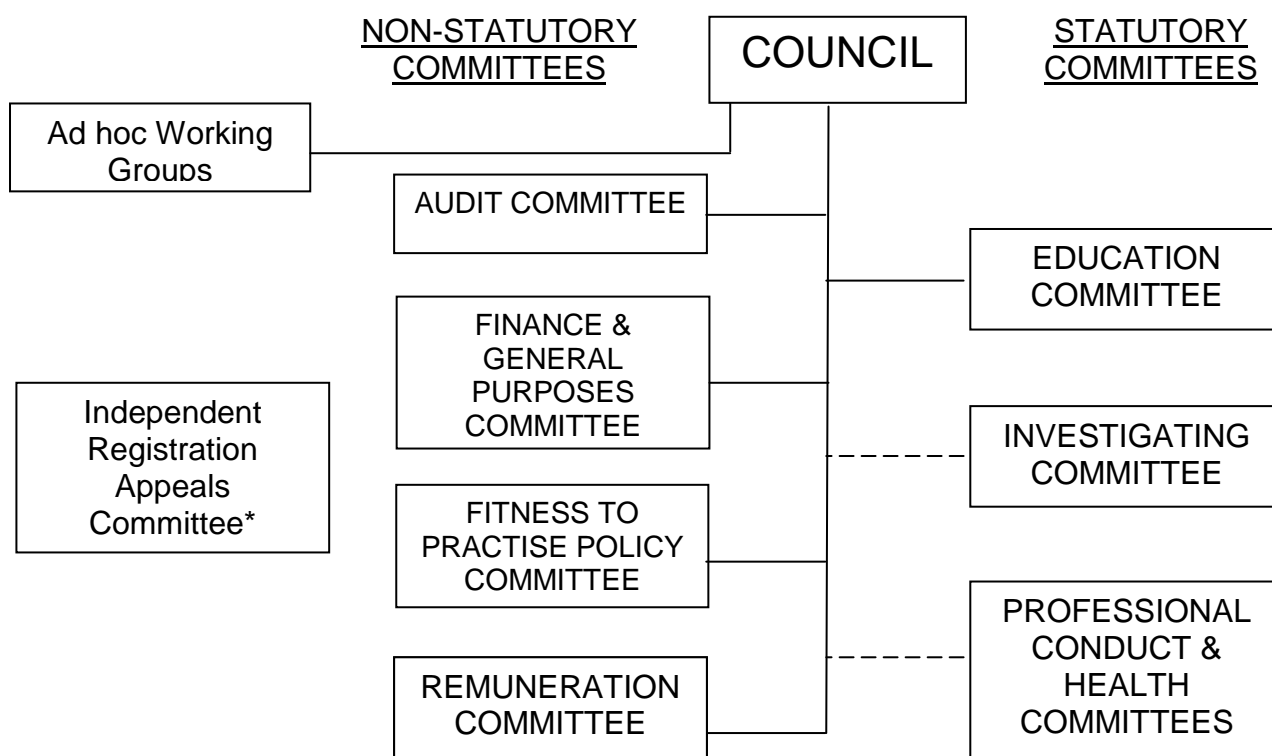 NON-STATUTORY
COMMITTEES
COUNCIL
STATUTORY
COMMITTEES
Ad hoc Working
Groups
AUDIT COMMITTEE
EDUCATION
COMMITTEE
FINANCE &
GENERAL
PURPOSES
COMMITTEE
Independent
Registration
Appeals
Committee*
INVESTIGATING
COMMITTEE
FITNESS TO
PRACTISE POLICY
COMMITTEE
PROFESSIONAL
CONDUCT &
HEALTH
COMMITTEES
REMUNERATION
COMMITTEE